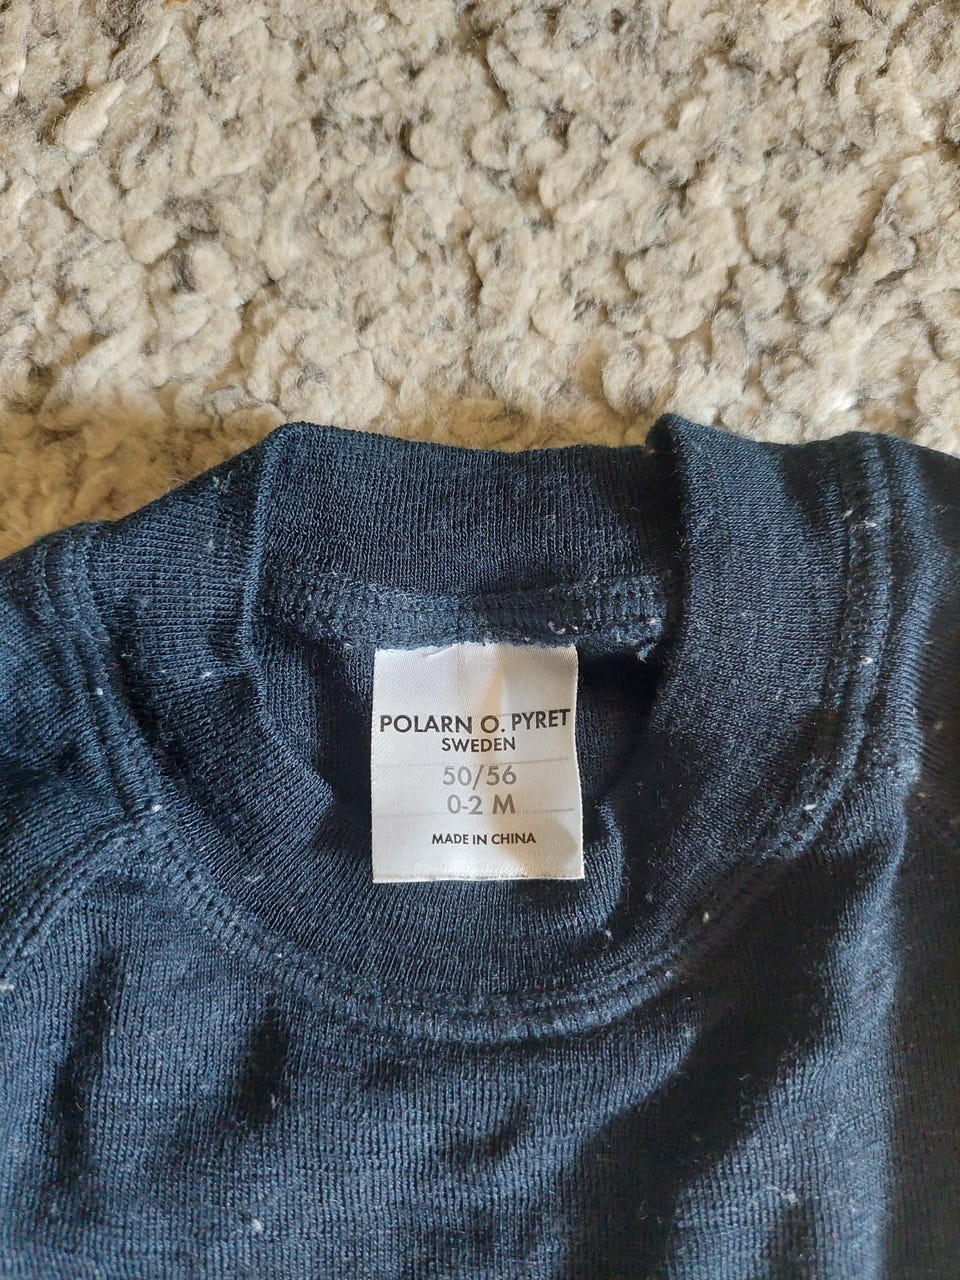 POLARN O. PYRET
SWEDEN
50/56
0-2 M
MADE IN CHINA